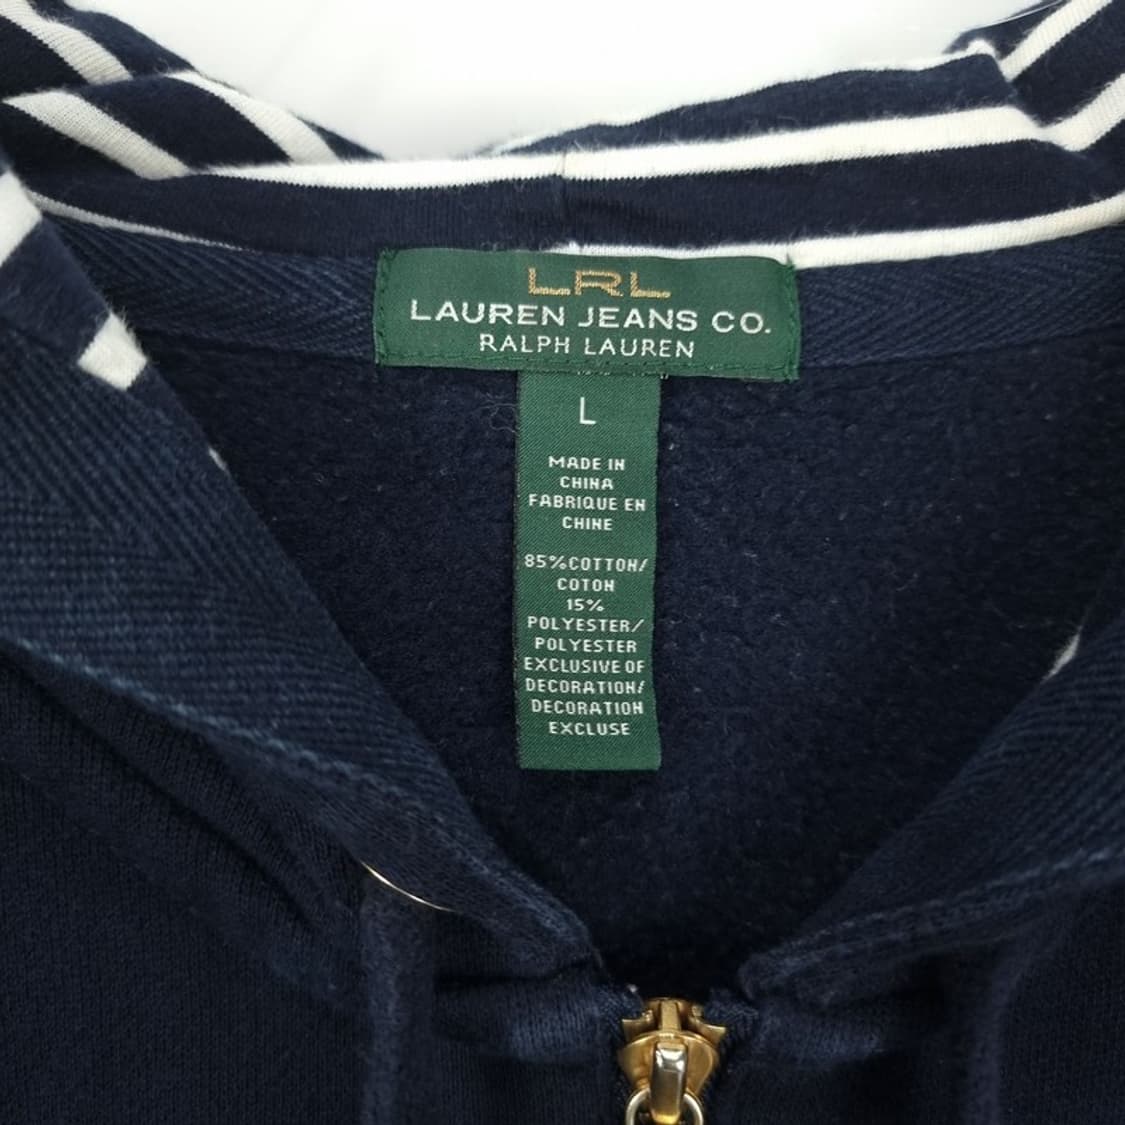 LRL
LAUREN JEANS CO.
RALPH LAUREN
L
MADE IN
CHINA
FABRIQUE EN
CHINE
85%COTTON/
COTON
15%
POLYESTER/
POLYESTER
EXCLUSIVE OF
DECORATION/
DECORATION
EXCLUSE